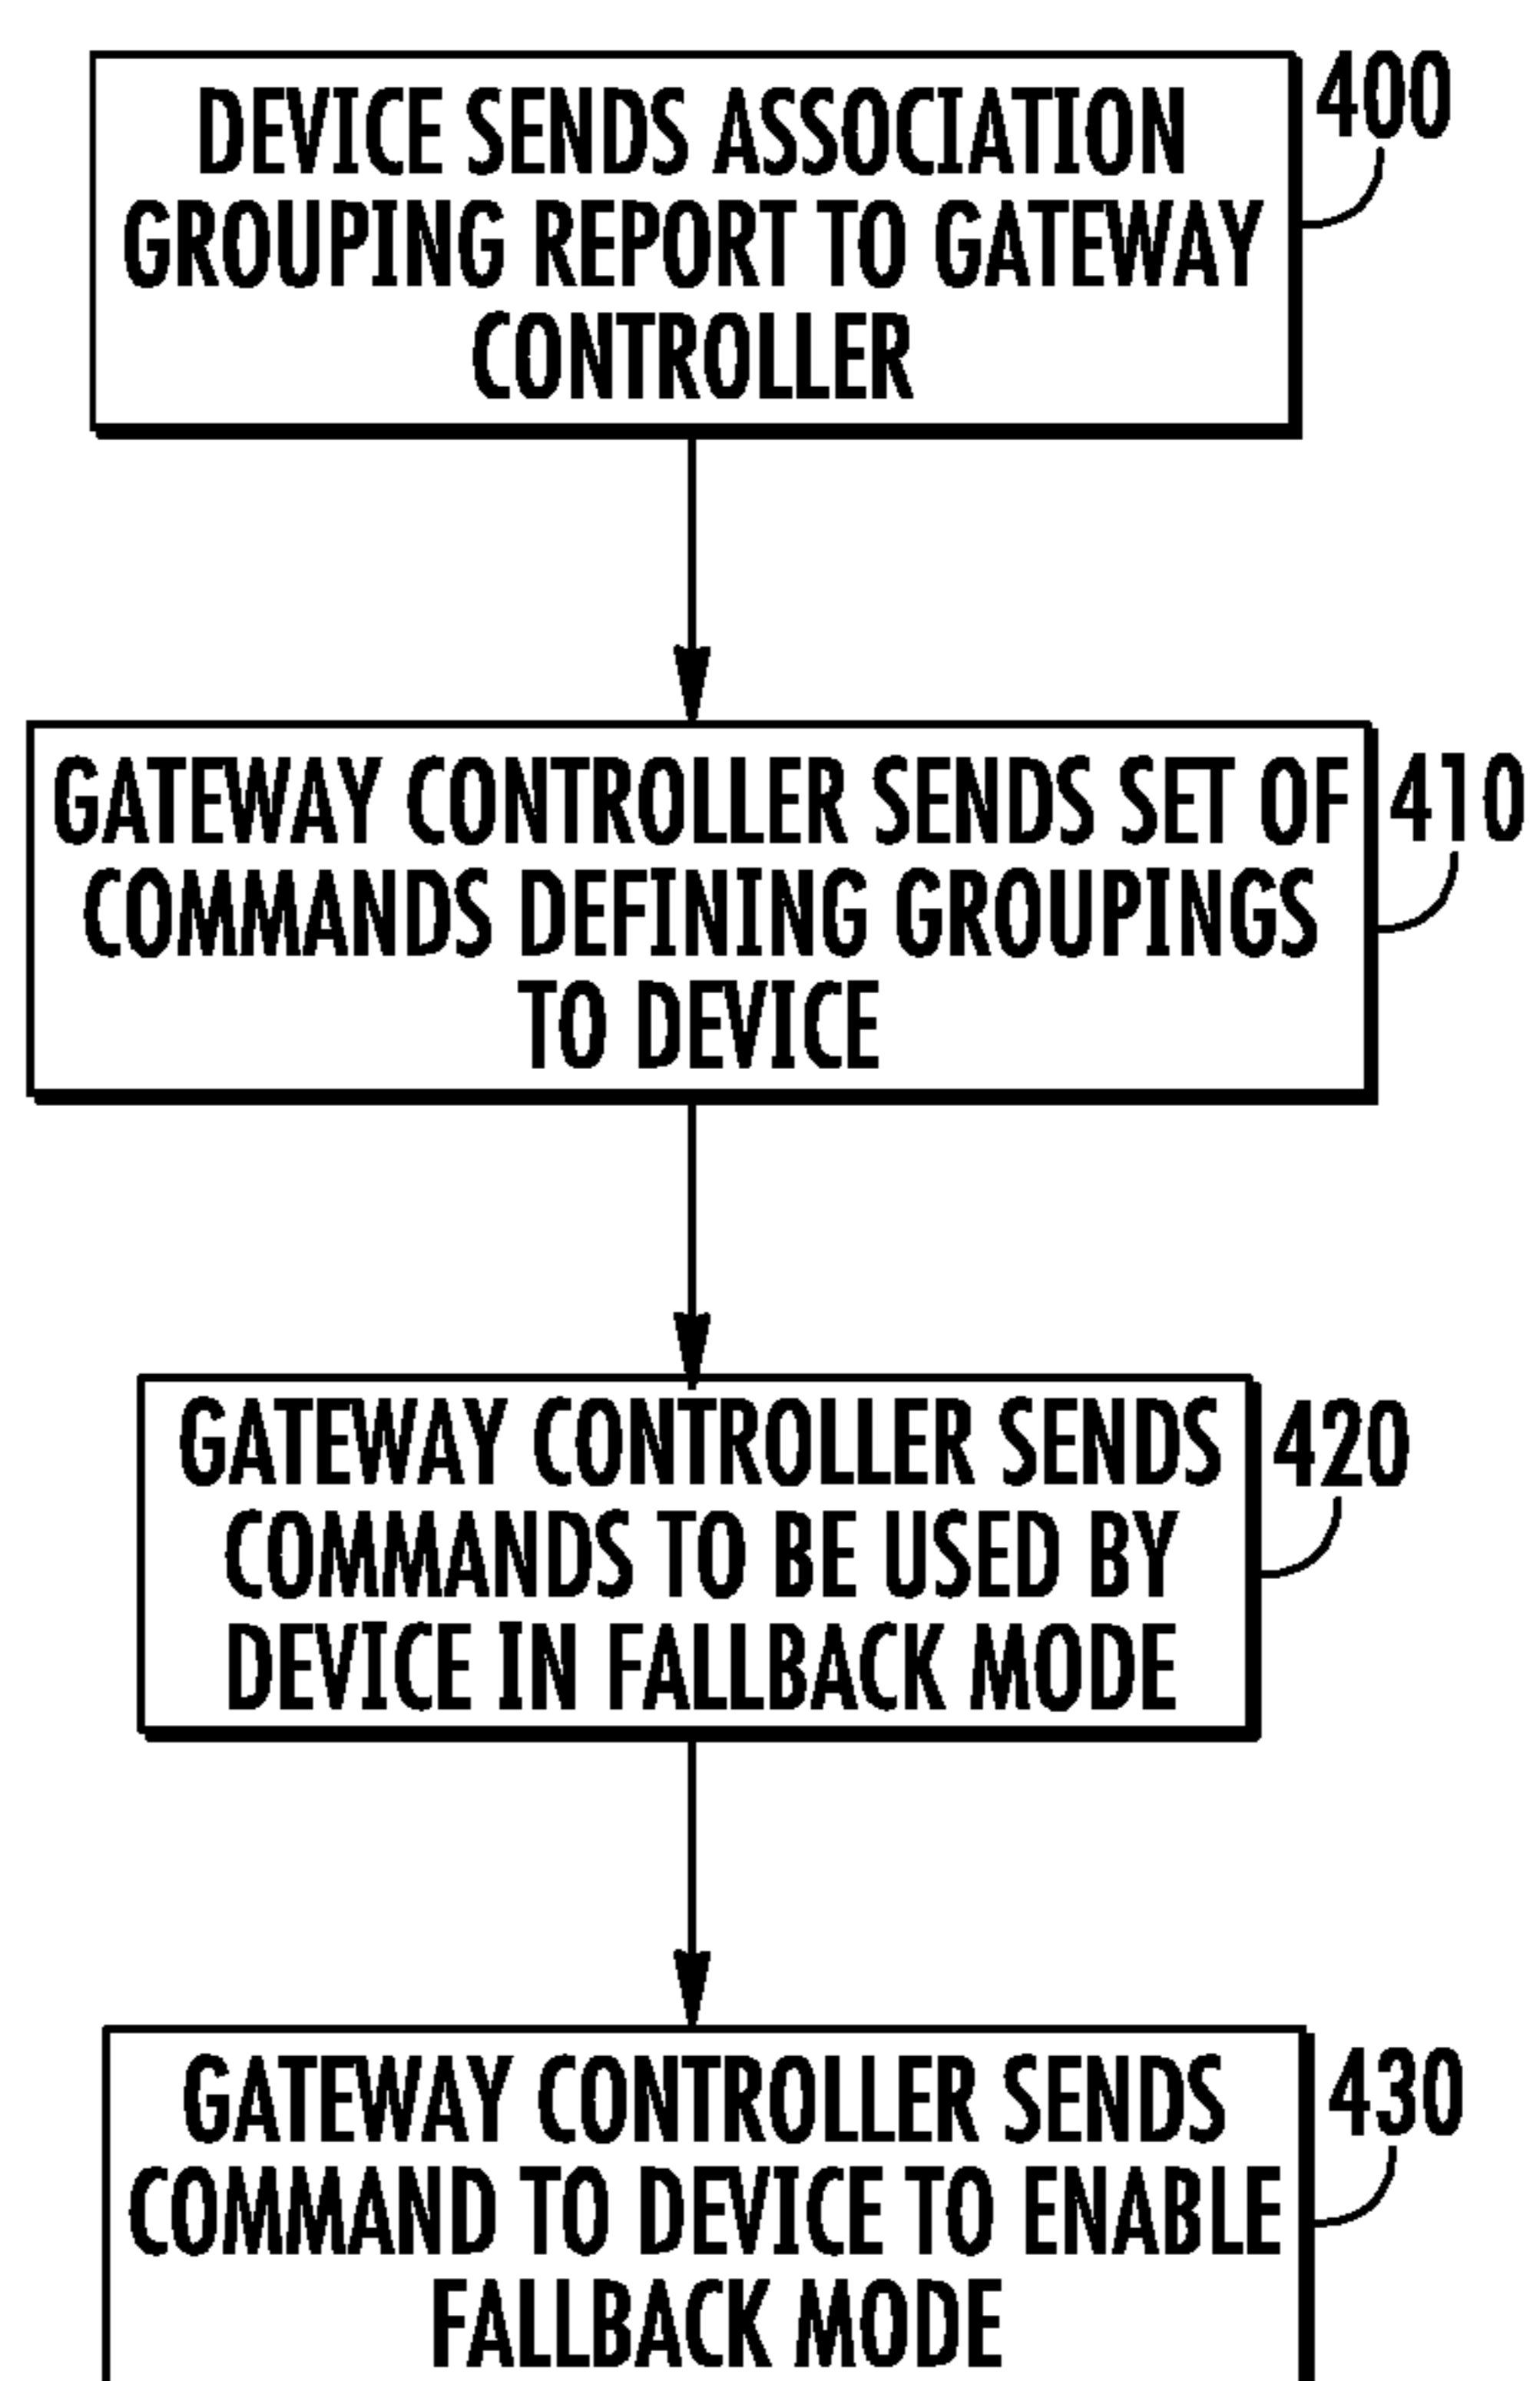 DEVICE SENDS ASSOCIATION
GROUPING REPORT TO GATEWAY
CONTROLLER
400
GATEWAY CONTROLLER SENDS SET OF
COMMANDS DEFINING GROUPINGS
TO DEVICE
410
GATEWAY CONTROLLER SENDS
COMMANDS TO BE USED BY
DEVICE IN FALLBACK MODE
420
GATEWAY CONTROLLER SENDS
COMMAND TO DEVICE TO ENABLE
FALLBACK MODE
430